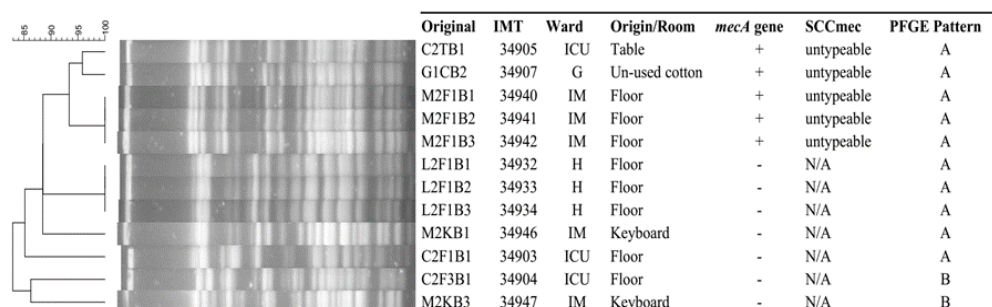 85 90 95 100
Original IMT Ward Origin/Room mecA gene SCCmec PFGE Pattern
C2TB1 34905 ICU Table + untypeable A
G1CB2 34907 G Un-used cotton + untypeable A
M2F1B1 34940 IM Floor + untypeable A
M2F1B2 34941 IM Floor + untypeable A
M2F1B3 34942 IM Floor + untypeable A
L2F1B1 34932 H Floor - N/A A
L2F1B2 34933 H Floor - N/A A
L2F1B3 34934 H Floor - N/A A
M2KB1 34946 IM Keyboard - N/A A
C2F1B1 34903 ICU Floor - N/A A
C2F3B1 34904 ICU Floor - N/A B
M2KB3 34947 IM Keyboard - N/A B